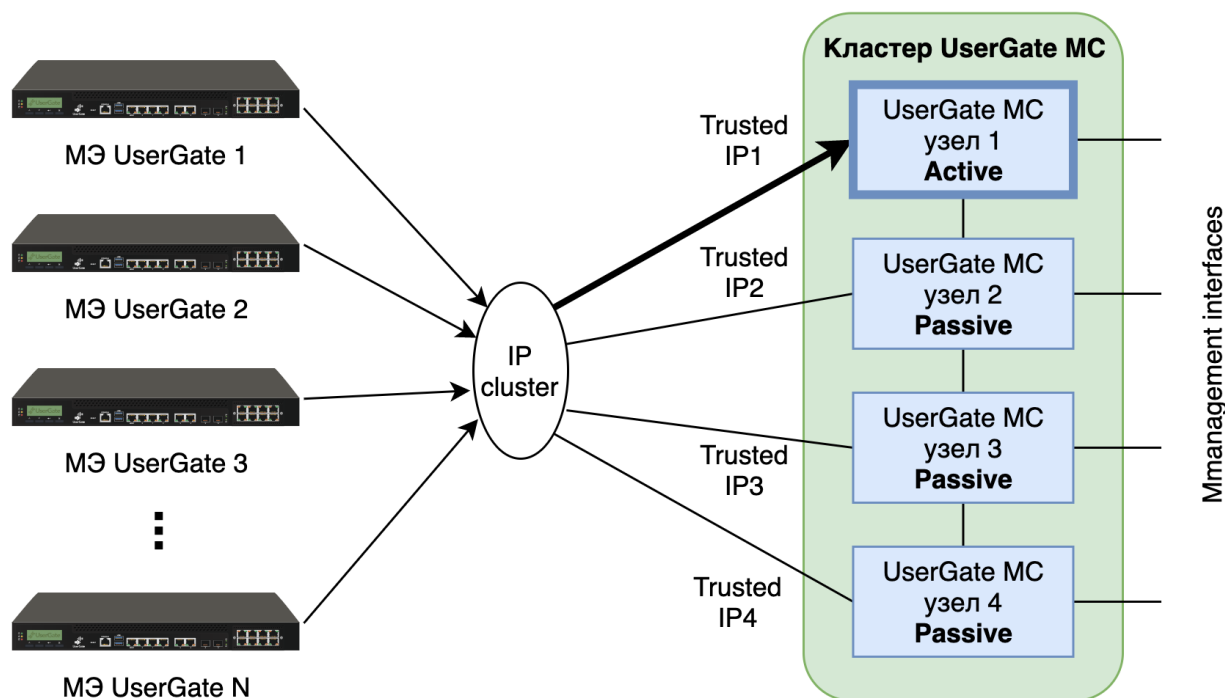 Кластер UserGate MC
МЭ UserGate 1
МЭ UserGate 2
МЭ UserGate 3
МЭ UserGate N
IP
cluster
Trusted
IP1
Trusted
IP2
Trusted
IP3
Trusted
IP4
UserGate MC
узел 1
Active
UserGate MC
узел 2
Passive
UserGate MC
узел 3
Passive
UserGate MC
узел 4
Passive
Mmanagement interfaces